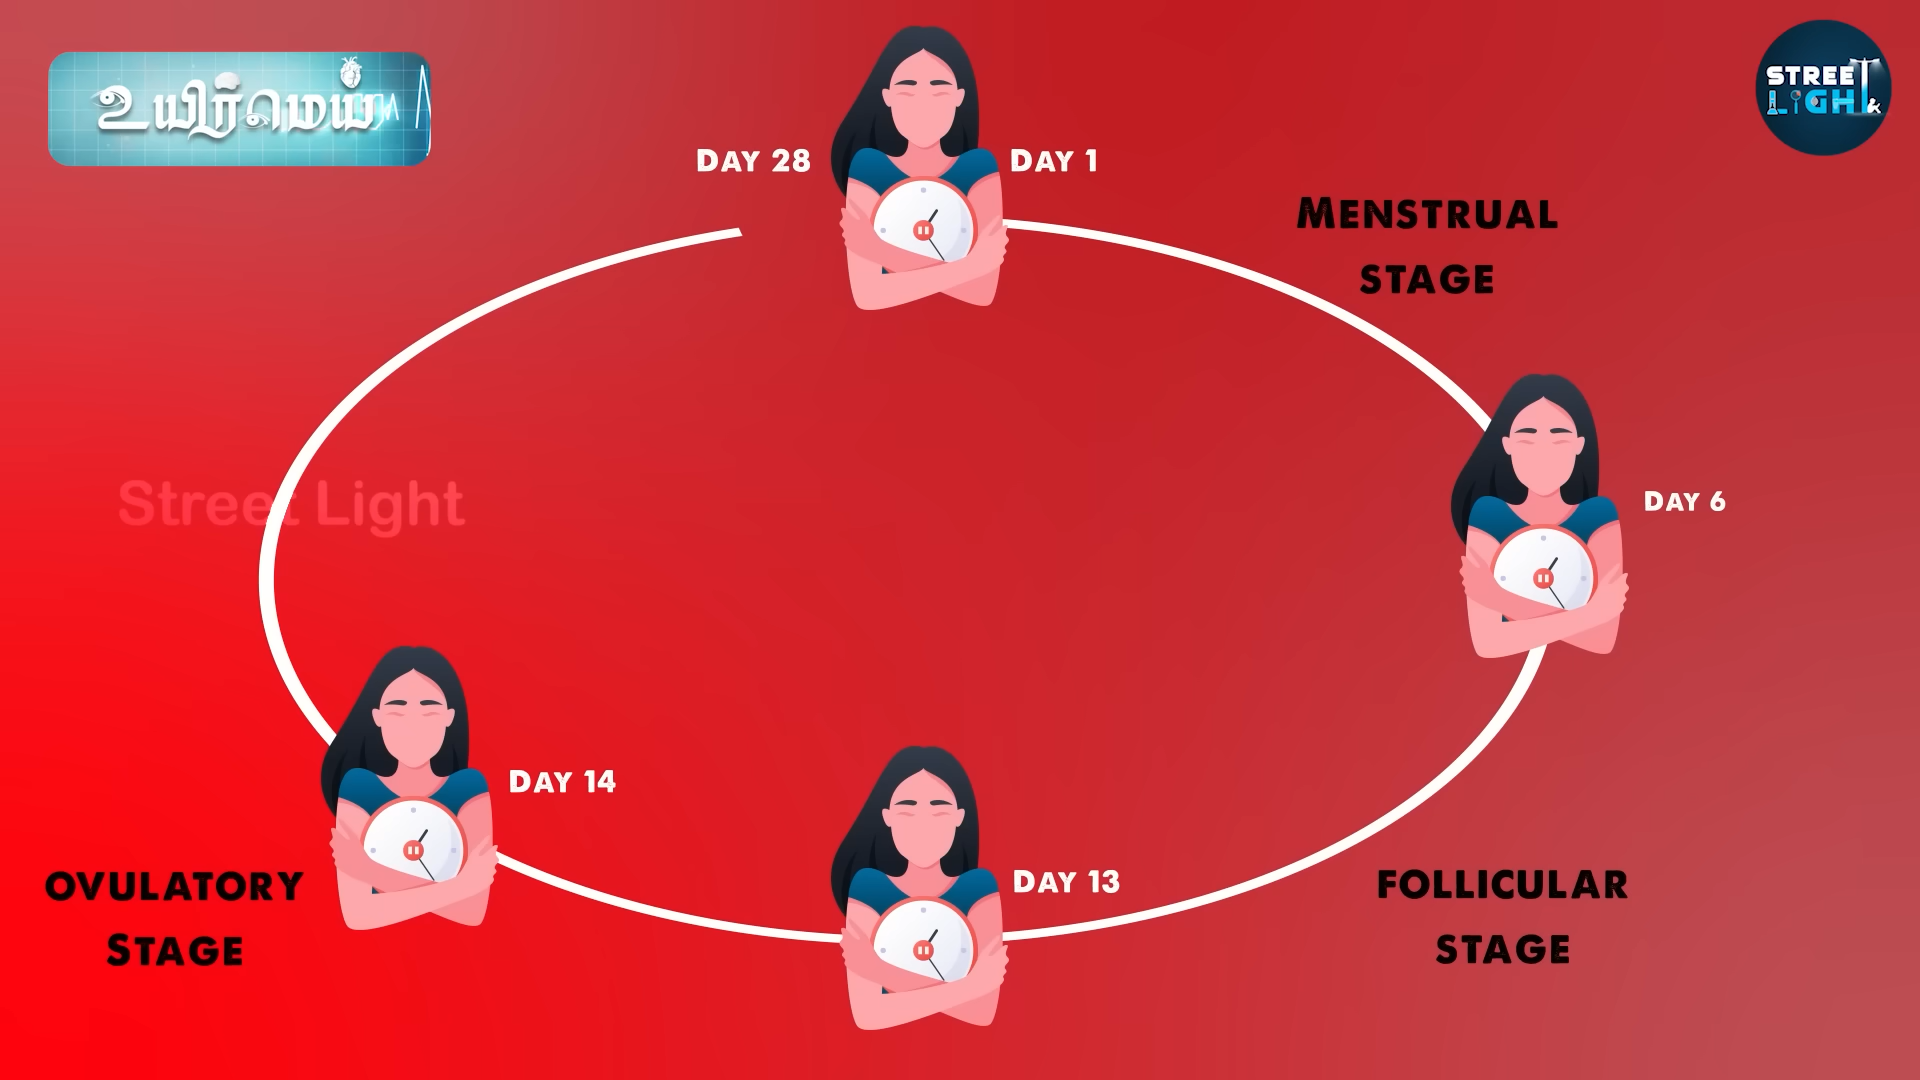 உயிர்மெய்
STREET
LIGHT
DAY 28
DAY 1
MENSTRUAL
STAGE
DAY 6
Street Light
DAY 14
DAY 13
OVULATORY
STAGE
FOLLICULAR
STAGE